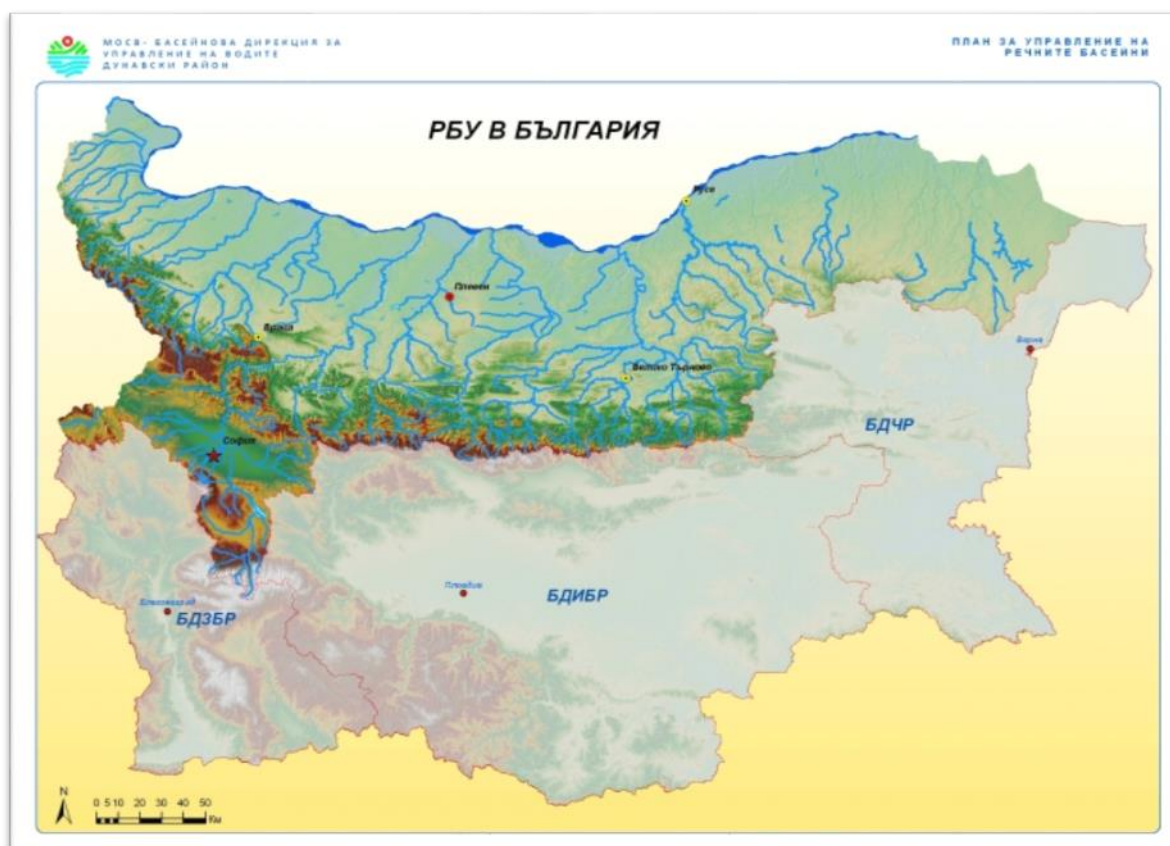 МОСВ- БАСЕЙНОВА ДИРЕКЦИЯ ЗА
УПРАВЛЕНИЕ НА ВОДИТЕ
ДУНАВСКИ РАЙОН
ПЛАН ЗА УПРАВЛЕНИЕ НА
РЕЧНИТЕ БАСЕЙНИ
РБУ В БЪЛГАРИЯ
Русе
Плевен
Враца
Варна
Велико Търново
БДЧР
София
Пловдив
БДИБР
Благоевград
БДЗБР
N
0 5 10 20 30 40 50
Км